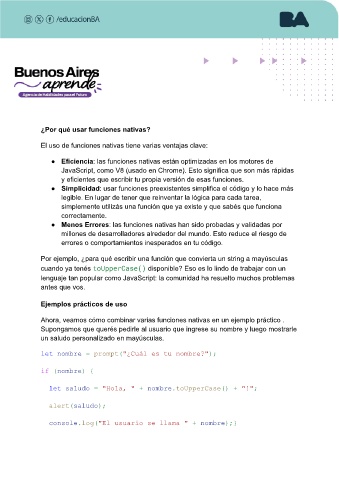 /educacionBA
BA
Buenos Aires
aprende
Agencia de Habilidades para el Futuro
¿Por qué usar funciones nativas?
El uso de funciones nativas tiene varias ventajas clave:
● Eficiencia: las funciones nativas están optimizadas en los motores de
JavaScript, como V8 (usado en Chrome). Esto significa que son más rápidas
y eficientes que escribir tu propia versión de esas funciones.
● Simplicidad: usar funciones preexistentes simplifica el código y lo hace más
legible. En lugar de tener que reinventar la lógica para cada tarea,
simplemente utilizás una función que ya existe y que sabés que funciona
correctamente.
● Menos Errores: las funciones nativas han sido probadas y validadas por
millones de desarrolladores alrededor del mundo. Esto reduce el riesgo de
errores o comportamientos inesperados en tu código.
Por ejemplo, ¿para qué escribir una función que convierta un string a mayúsculas
cuando ya tenés toUpperCase() disponible? Eso es lo lindo de trabajar con un
lenguaje tan popular como JavaScript: la comunidad ha resuelto muchos problemas
antes que vos.
Ejemplos prácticos de uso
Ahora, veamos cómo combinar varias funciones nativas en un ejemplo práctico .
Supongamos que querés pedirle al usuario que ingrese su nombre y luego mostrarle
un saludo personalizado en mayúsculas.
let nombre = prompt("¿Cuál es tu nombre?");
if (nombre) {
let saludo = "Hola, " + nombre.toUpperCase() + "!";
alert(saludo);
console.log("El usuario se llama " + nombre);}